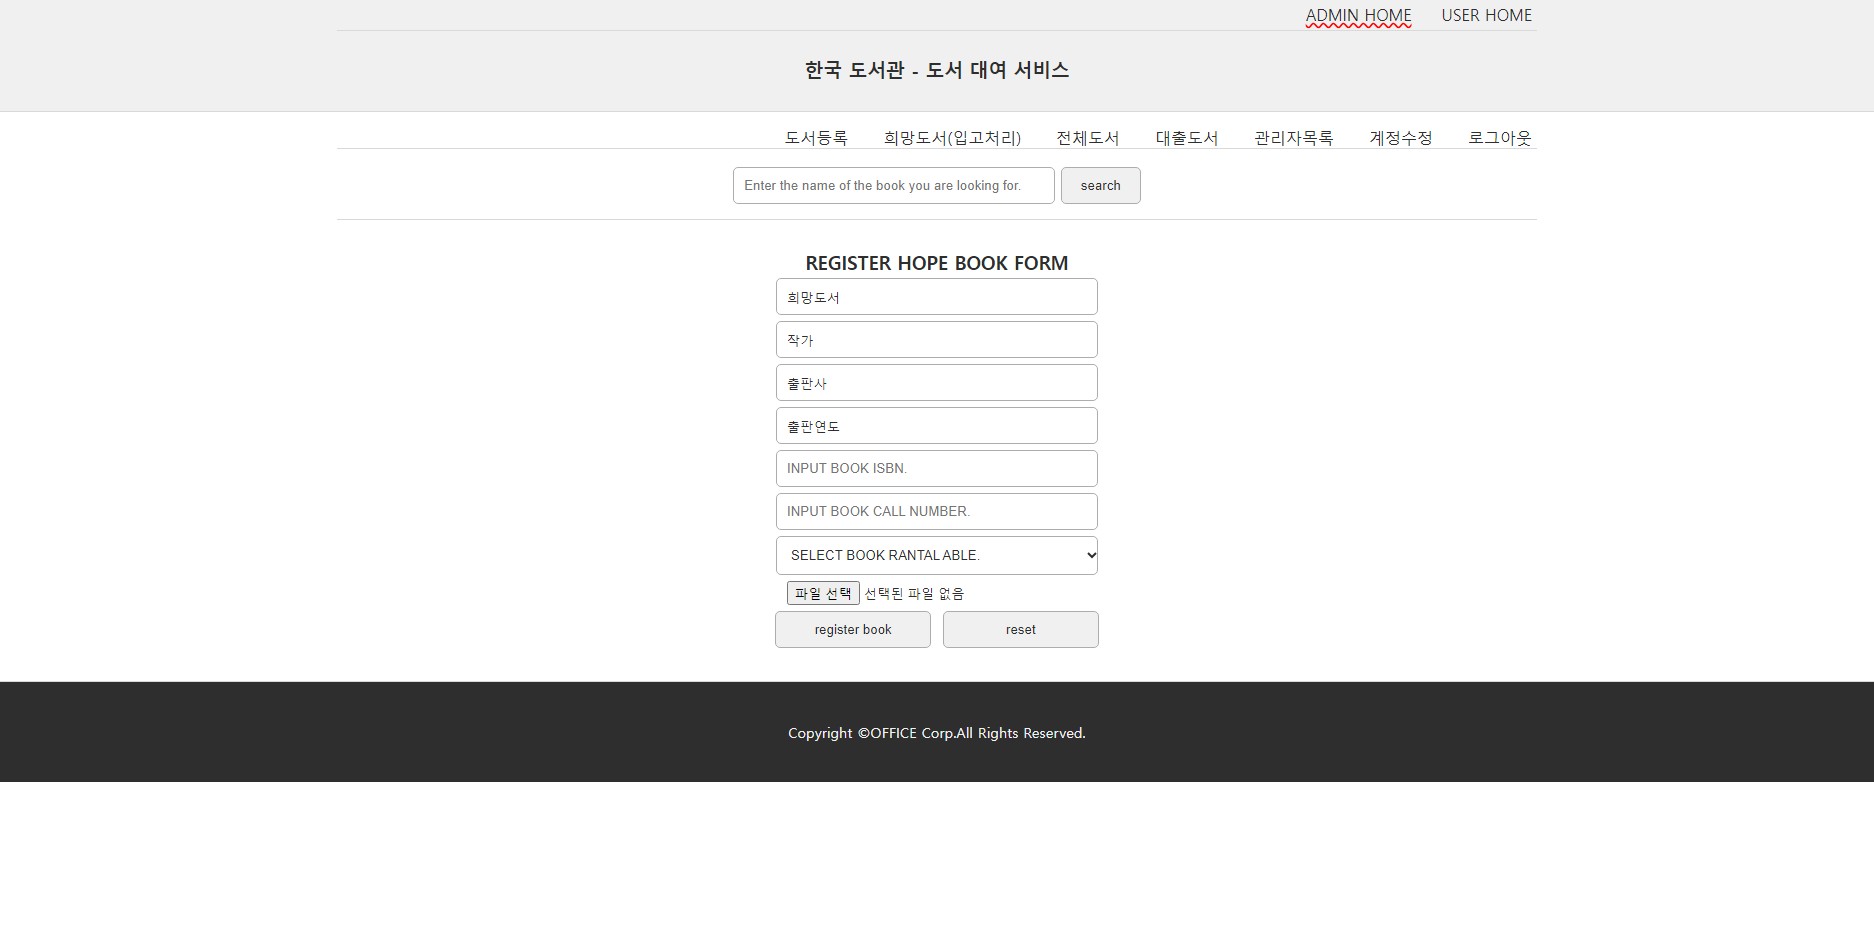 ADMIN HOME USER HOME
한국 도서관 - 도서 대여 서비스
도서등록 희망도서(입고처리) 전체도서 대출도서 관리자목록 계정수정 로그아웃
Enter the name of the book you are looking for. search
REGISTER HOPE BOOK FORM
희망도서
작가
출판사
출판연도
INPUT BOOK ISBN.
INPUT BOOK CALL NUMBER.
SELECT BOOK RANTAL ABLE.
파일 선택 선택된 파일 없음
register book reset
Copyright ©OFFICE Corp.All Rights Reserved.